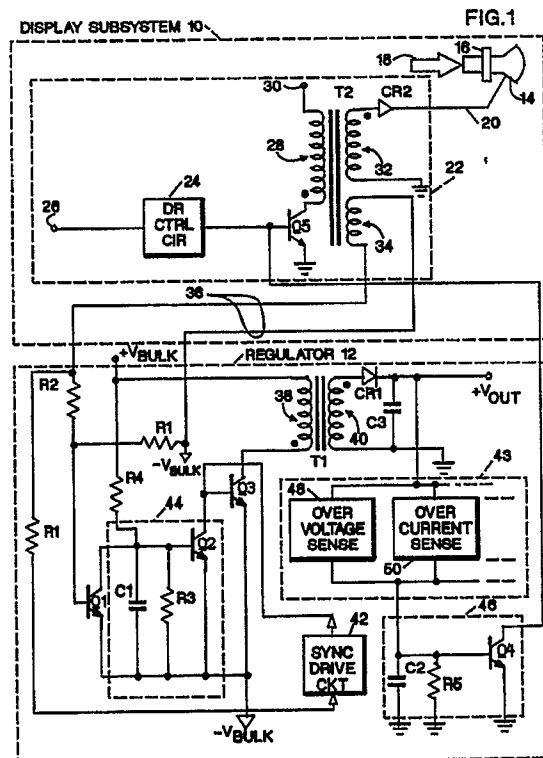 FIG.1
DISPLAY SUBSYSTEM 10
18
16
14
30
T2
CR2
20
28
32
22
24
26
DR
CTRL
CIR
Q5
34
36
+VBULK
REGULATOR 12
R2
R1
-VBULK
R4
38
T1
40
CR1
C3
+VOUT
43
44
Q3
48
OVER
VOLTAGE
SENSE
OVER
CURRENT
SENSE
50
R1
Q1
C1
R3
Q2
42
SYNC
DRIVE
CKT
46
C2
R5
Q4
-VBULK